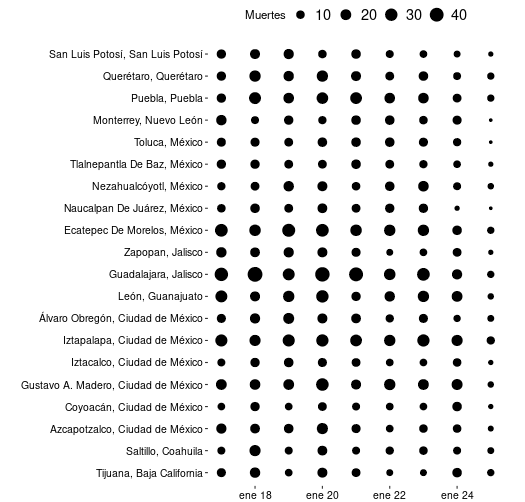 Muertes 10 20 30 40
San Luis Potosí, San Luis Potosí
Querétaro, Querétaro
Puebla, Puebla
Monterrey, Nuevo León
Toluca, México
Tlalnepantla De Baz, México
Nezahualcóyotl, México
Naucalpan De Juárez, México
Ecatepec De Morelos, México
Zapopan, Jalisco
Guadalajara, Jalisco
León, Guanajuato
Álvaro Obregón, Ciudad de México
Iztapalapa, Ciudad de México
Iztacalco, Ciudad de México
Gustavo A. Madero, Ciudad de México
Coyoacán, Ciudad de México
Azcapotzalco, Ciudad de México
Saltillo, Coahuila
Tijuana, Baja California
ene 18 ene 20 ene 22 ene 24